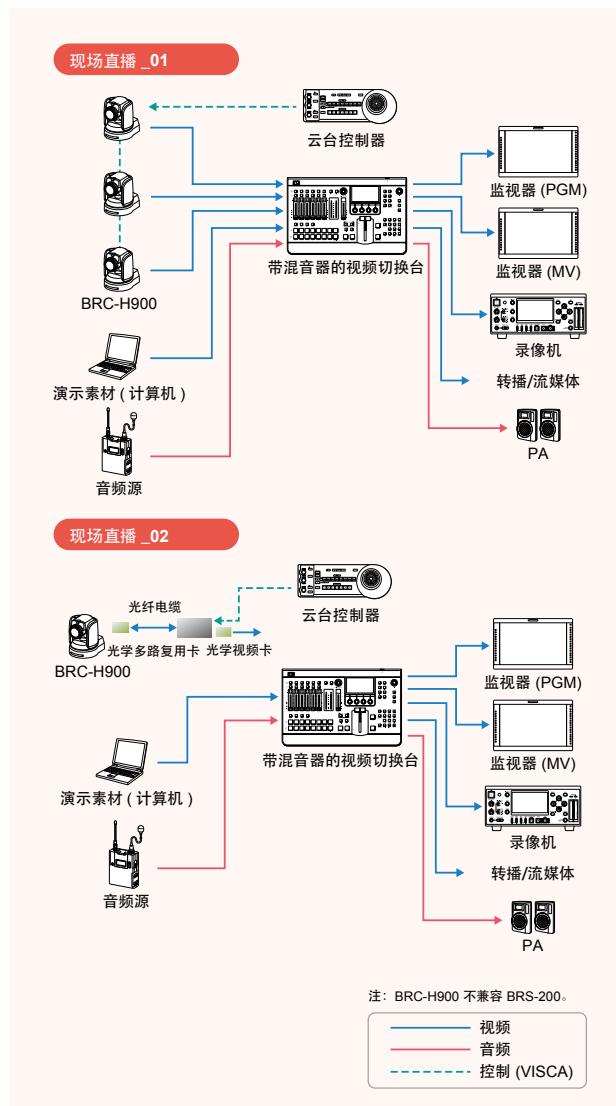 现场直播 _01
云台控制器
监视器 (PGM)
带混音器的视频切换台
监视器 (MV)
BRC-H900
录像机
演示素材 ( 计算机 )
转播/流媒体
PA
音频源
现场直播 _02
光纤电缆
云台控制器
光学多路复用卡 光学视频卡
BRC-H900
监视器 (PGM)
带混音器的视频切换台
监视器 (MV)
演示素材 ( 计算机 )
录像机
转播/流媒体
音频源
PA
注: BRC-H900 不兼容 BRS-200。
视频
音频
控制 (VISCA)